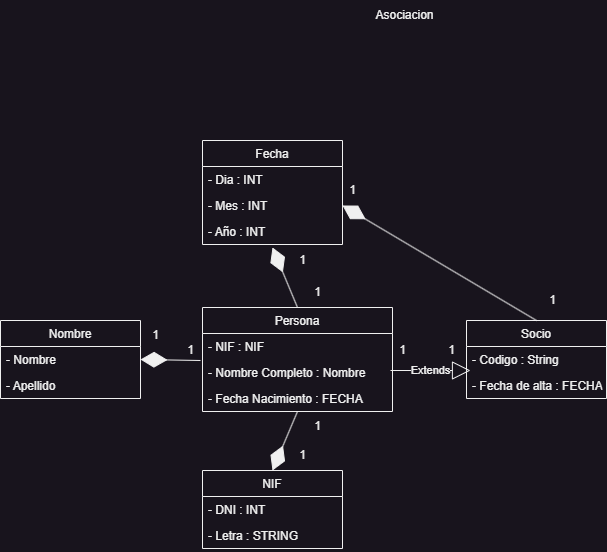 Asociacion
Fecha
- Dia : INT
- Mes : INT
- Año : INT
1
1
1
1
Persona
- NIF : NIF
- Nombre Completo : Nombre
- Fecha Nacimiento : FECHA
Nombre
- Nombre
- Apellido
1
1
1
Extends
1
Socio
- Codigo : String
- Fecha de alta : FECHA
1
1
NIF
- DNI : INT
- Letra : STRING